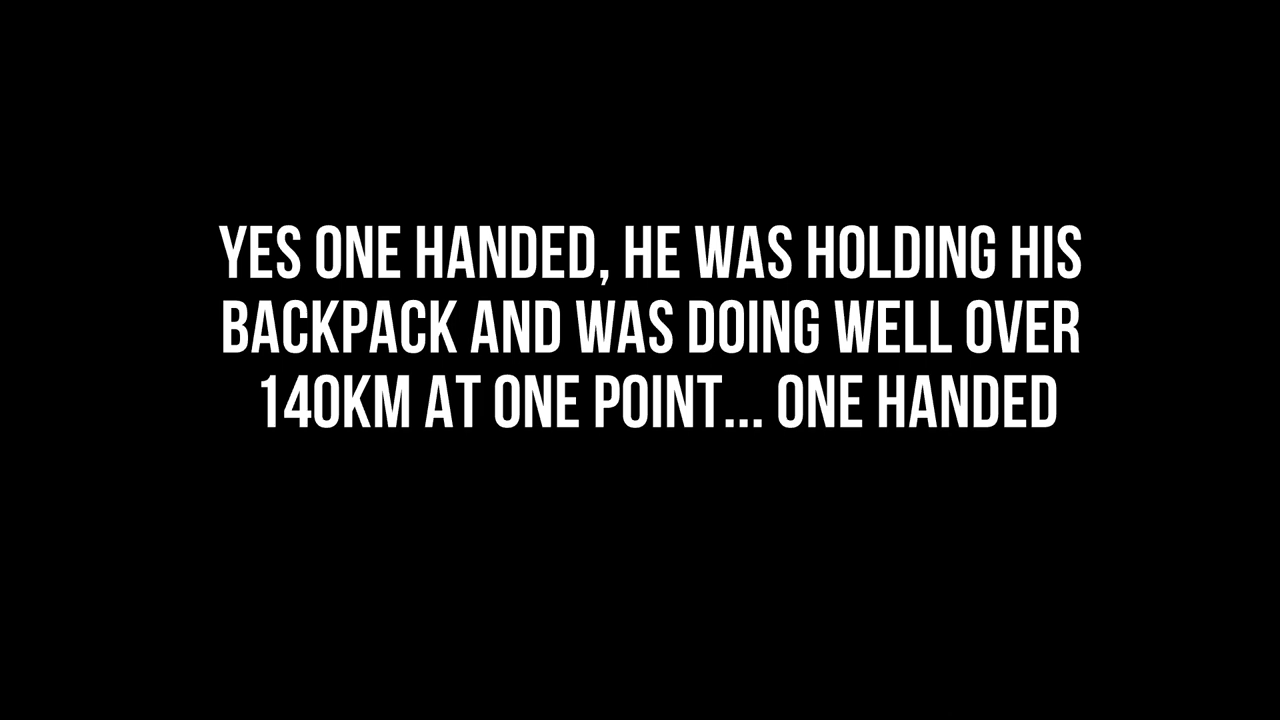 YES ONE HANDED, HE WAS HOLDING HIS
BACKPACK AND WAS DOING WELL OVER
140KM AT ONE POINT... ONE HANDED